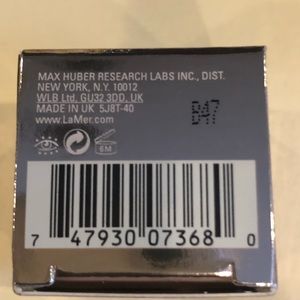 MAX HUBER RESEARCH LABS INC., DIST.
NEW YORK, N.Y. 10012
WLB Ltd. GU32 3DD, UK
MADE IN UK 5J8T-40
www.LaMer.com
B47
6M
7 47930 07368 0